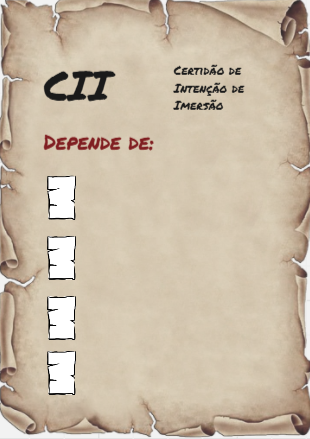 CII
Certidão de
Intenção de
Imersão
Depende de: